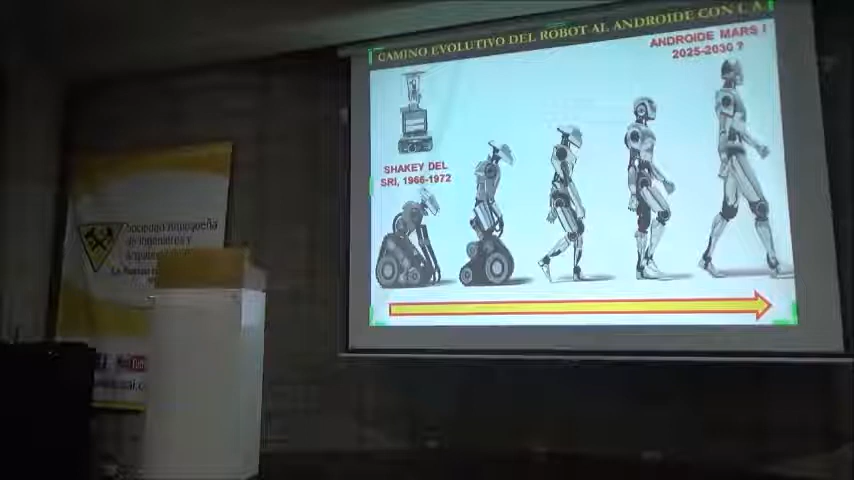 CAMINO EVOLUTIVO DEL ROBOT AL ANDROIDE CON I. A.
ANDROIDE MARS I
2025-2030 ?
SHAKEY DEL
SRI, 1966-1972
Sociedad
de Ingenieros y